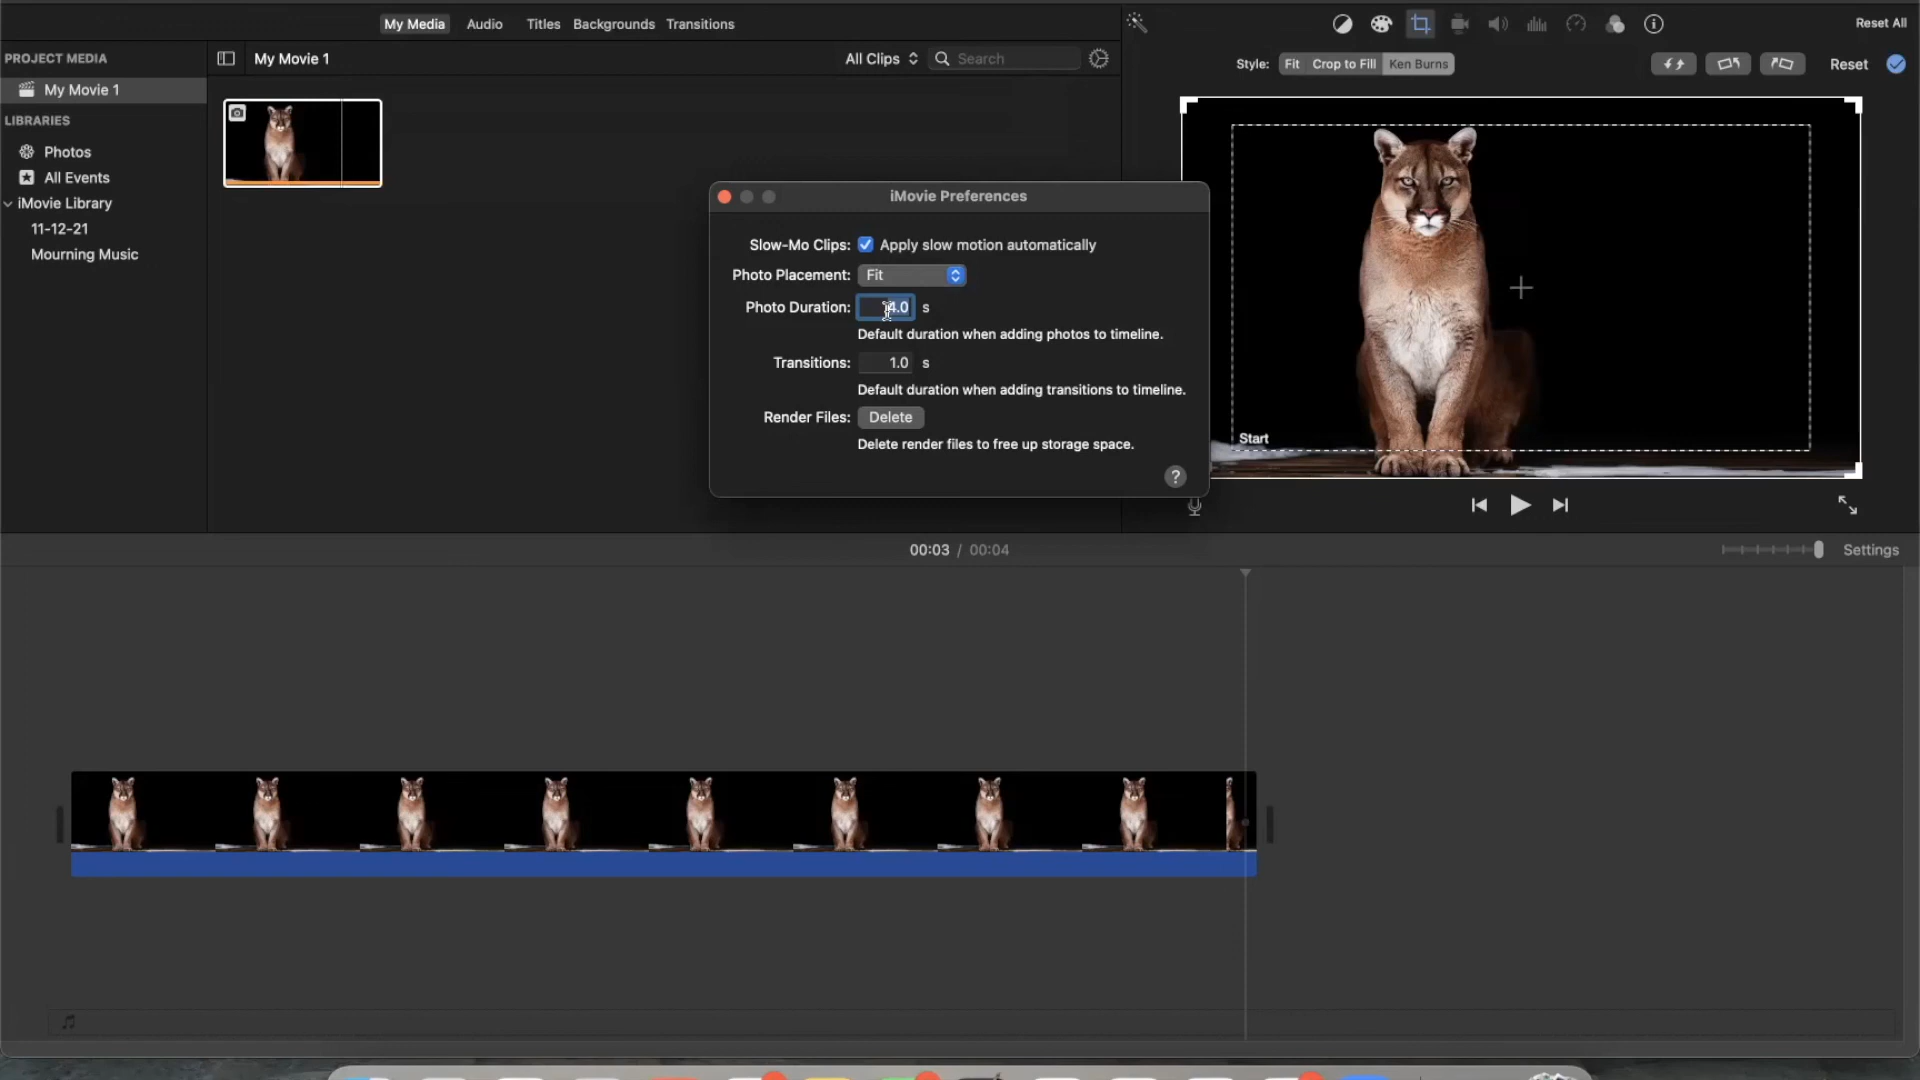 My Media Audio Titles Backgrounds Transitions
Reset All
PROJECT MEDIA
My Movie 1
All Clips
Search
Style: Fit Crop to Fill Ken Burns
Reset
My Movie 1
LIBRARIES
Photos
All Events
iMovie Library
11-12-21
Mourning Music
iMovie Preferences
Slow-Mo Clips: Apply slow motion automatically
Photo Placement: Fit
Photo Duration: 4.0 s
Default duration when adding photos to timeline.
Transitions: 1.0 s
Default duration when adding transitions to timeline.
Render Files: Delete
Delete render files to free up storage space.
?
Start
00:03 / 00:04
Settings